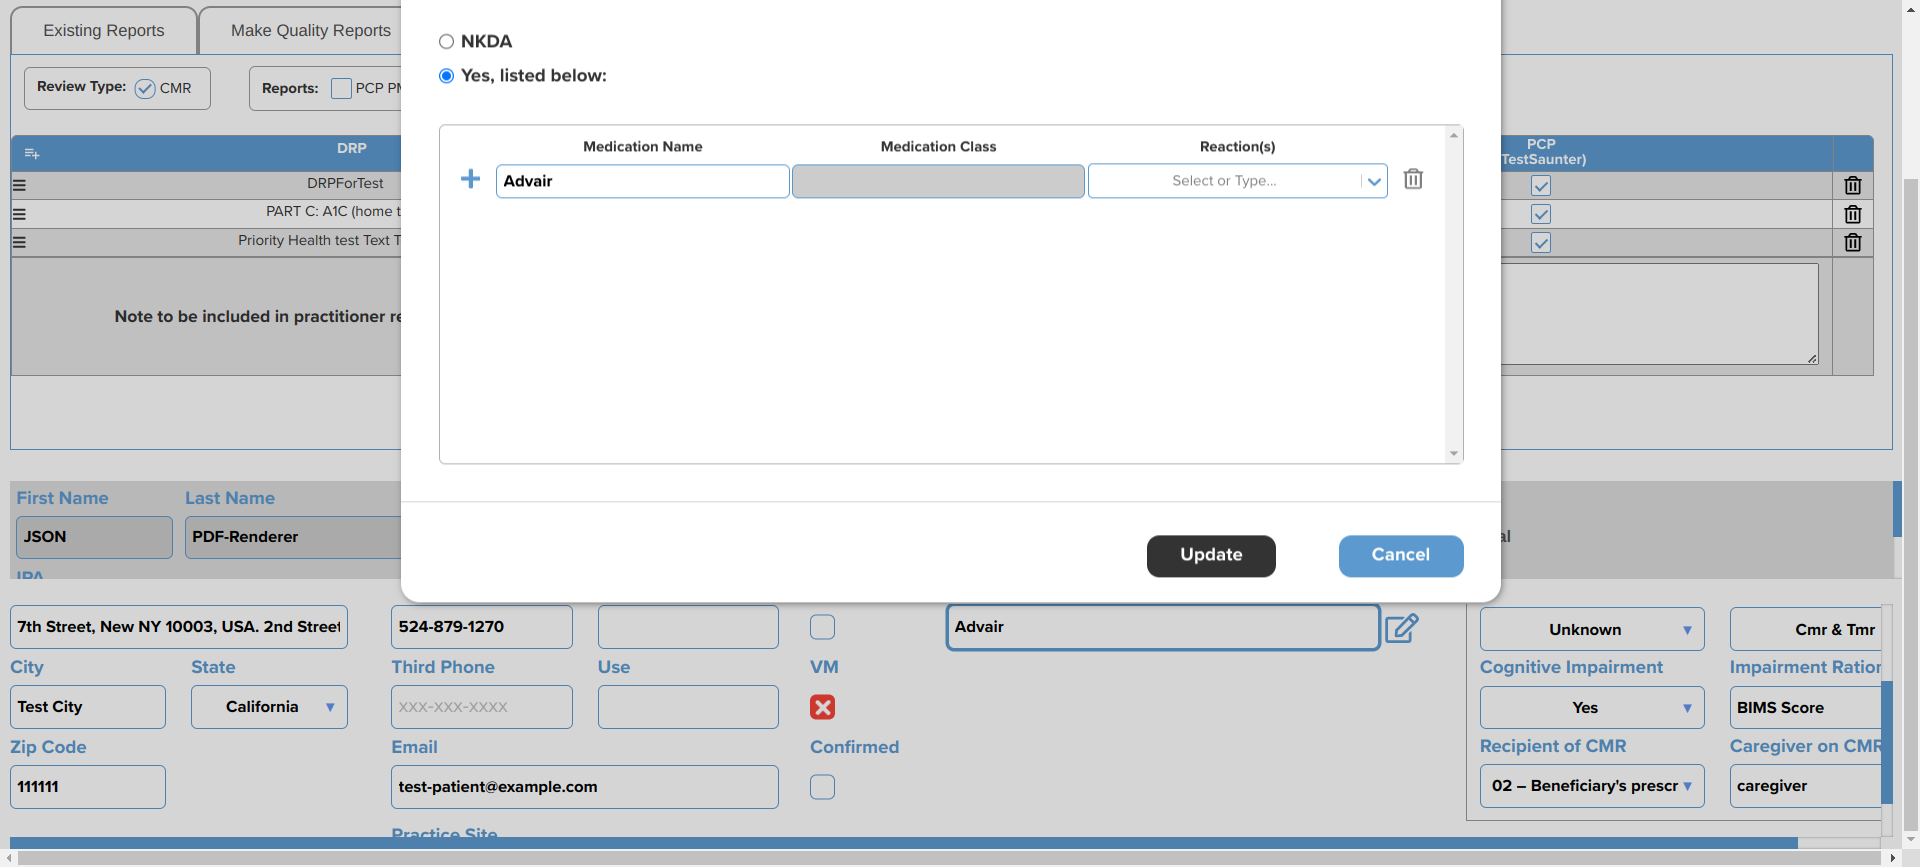 Existing Reports
Make Quality Reports
Review Type:
CMR
Reports:
PCP
DRP
DRPForTest
PART C: A1C (home
Priority Health test Text
Note to be included in practitioner
NKDA
Yes, listed below:
Medication Name
Medication Class
Reaction(s)
Advair
Select or Type...
Update
Cancel
PCP
TestSaunter)
First Name
Last Name
JSON
PDF-Renderer
7th Street, New NY 10003, USA. 2nd Street
524-879-1270
Advair
Unknown
Cmr & Tmr
City
State
Third Phone
Use
VM
Cognitive Impairment
Impairment
Test City
California
xxx-xxx-xxxx
Yes
BIMS Score
Zip Code
Email
Confirmed
Recipient of CMR
Caregiver on CMR
111111
test-patient@example.com
02 – Beneficiary's prescr
caregiver
Practice Site